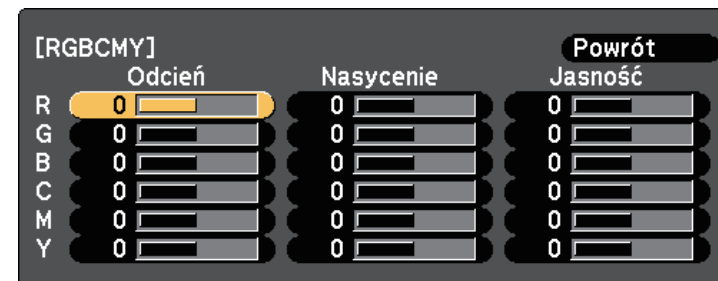 [RGBCMY] Powrót
Odcień Nasycenie Jasność
R 0 0 0
G 0 0 0
B 0 0 0
C 0 0 0
M 0 0 0
Y 0 0 0